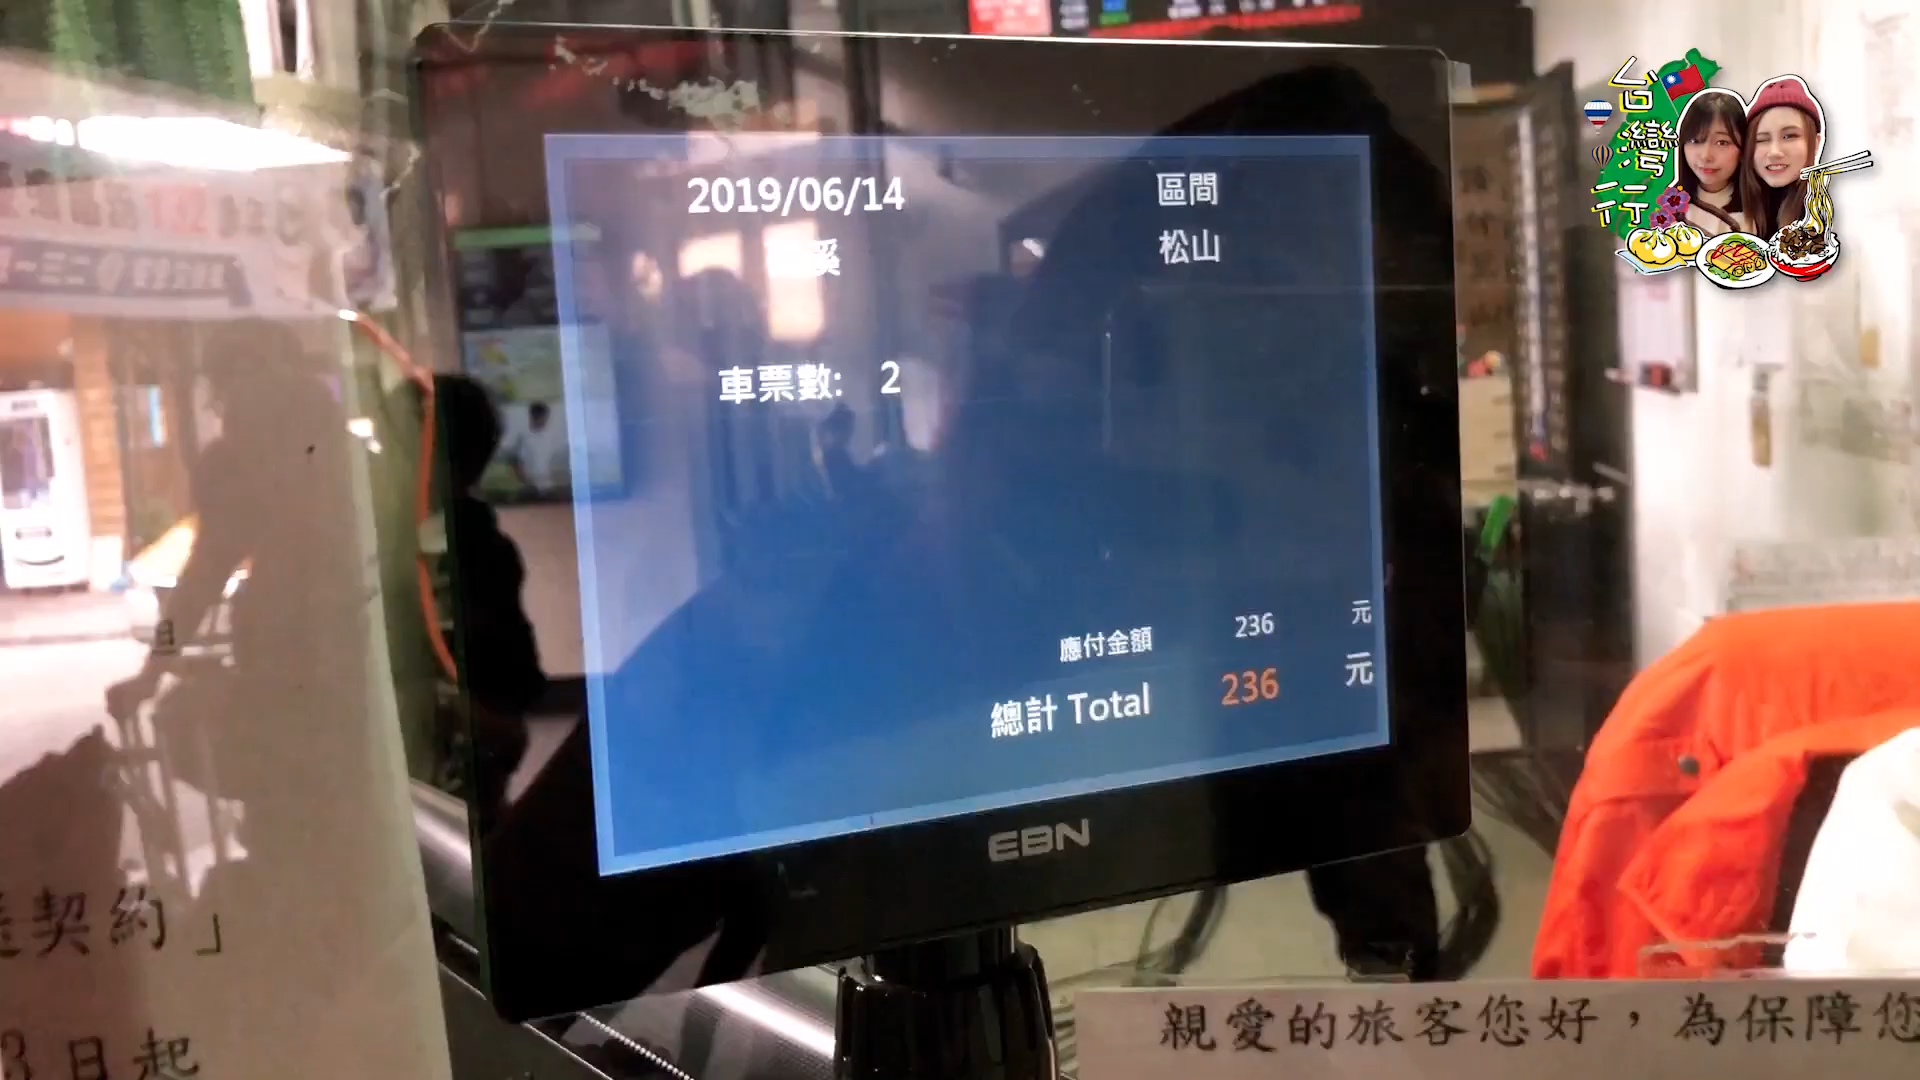 台灣行
2019/06/14 區間
溪 松山
車票數: 2
應付金額 236 元
總計 Total 236 元
EBN
契約」
3日起
親愛的旅客您好，為保障您